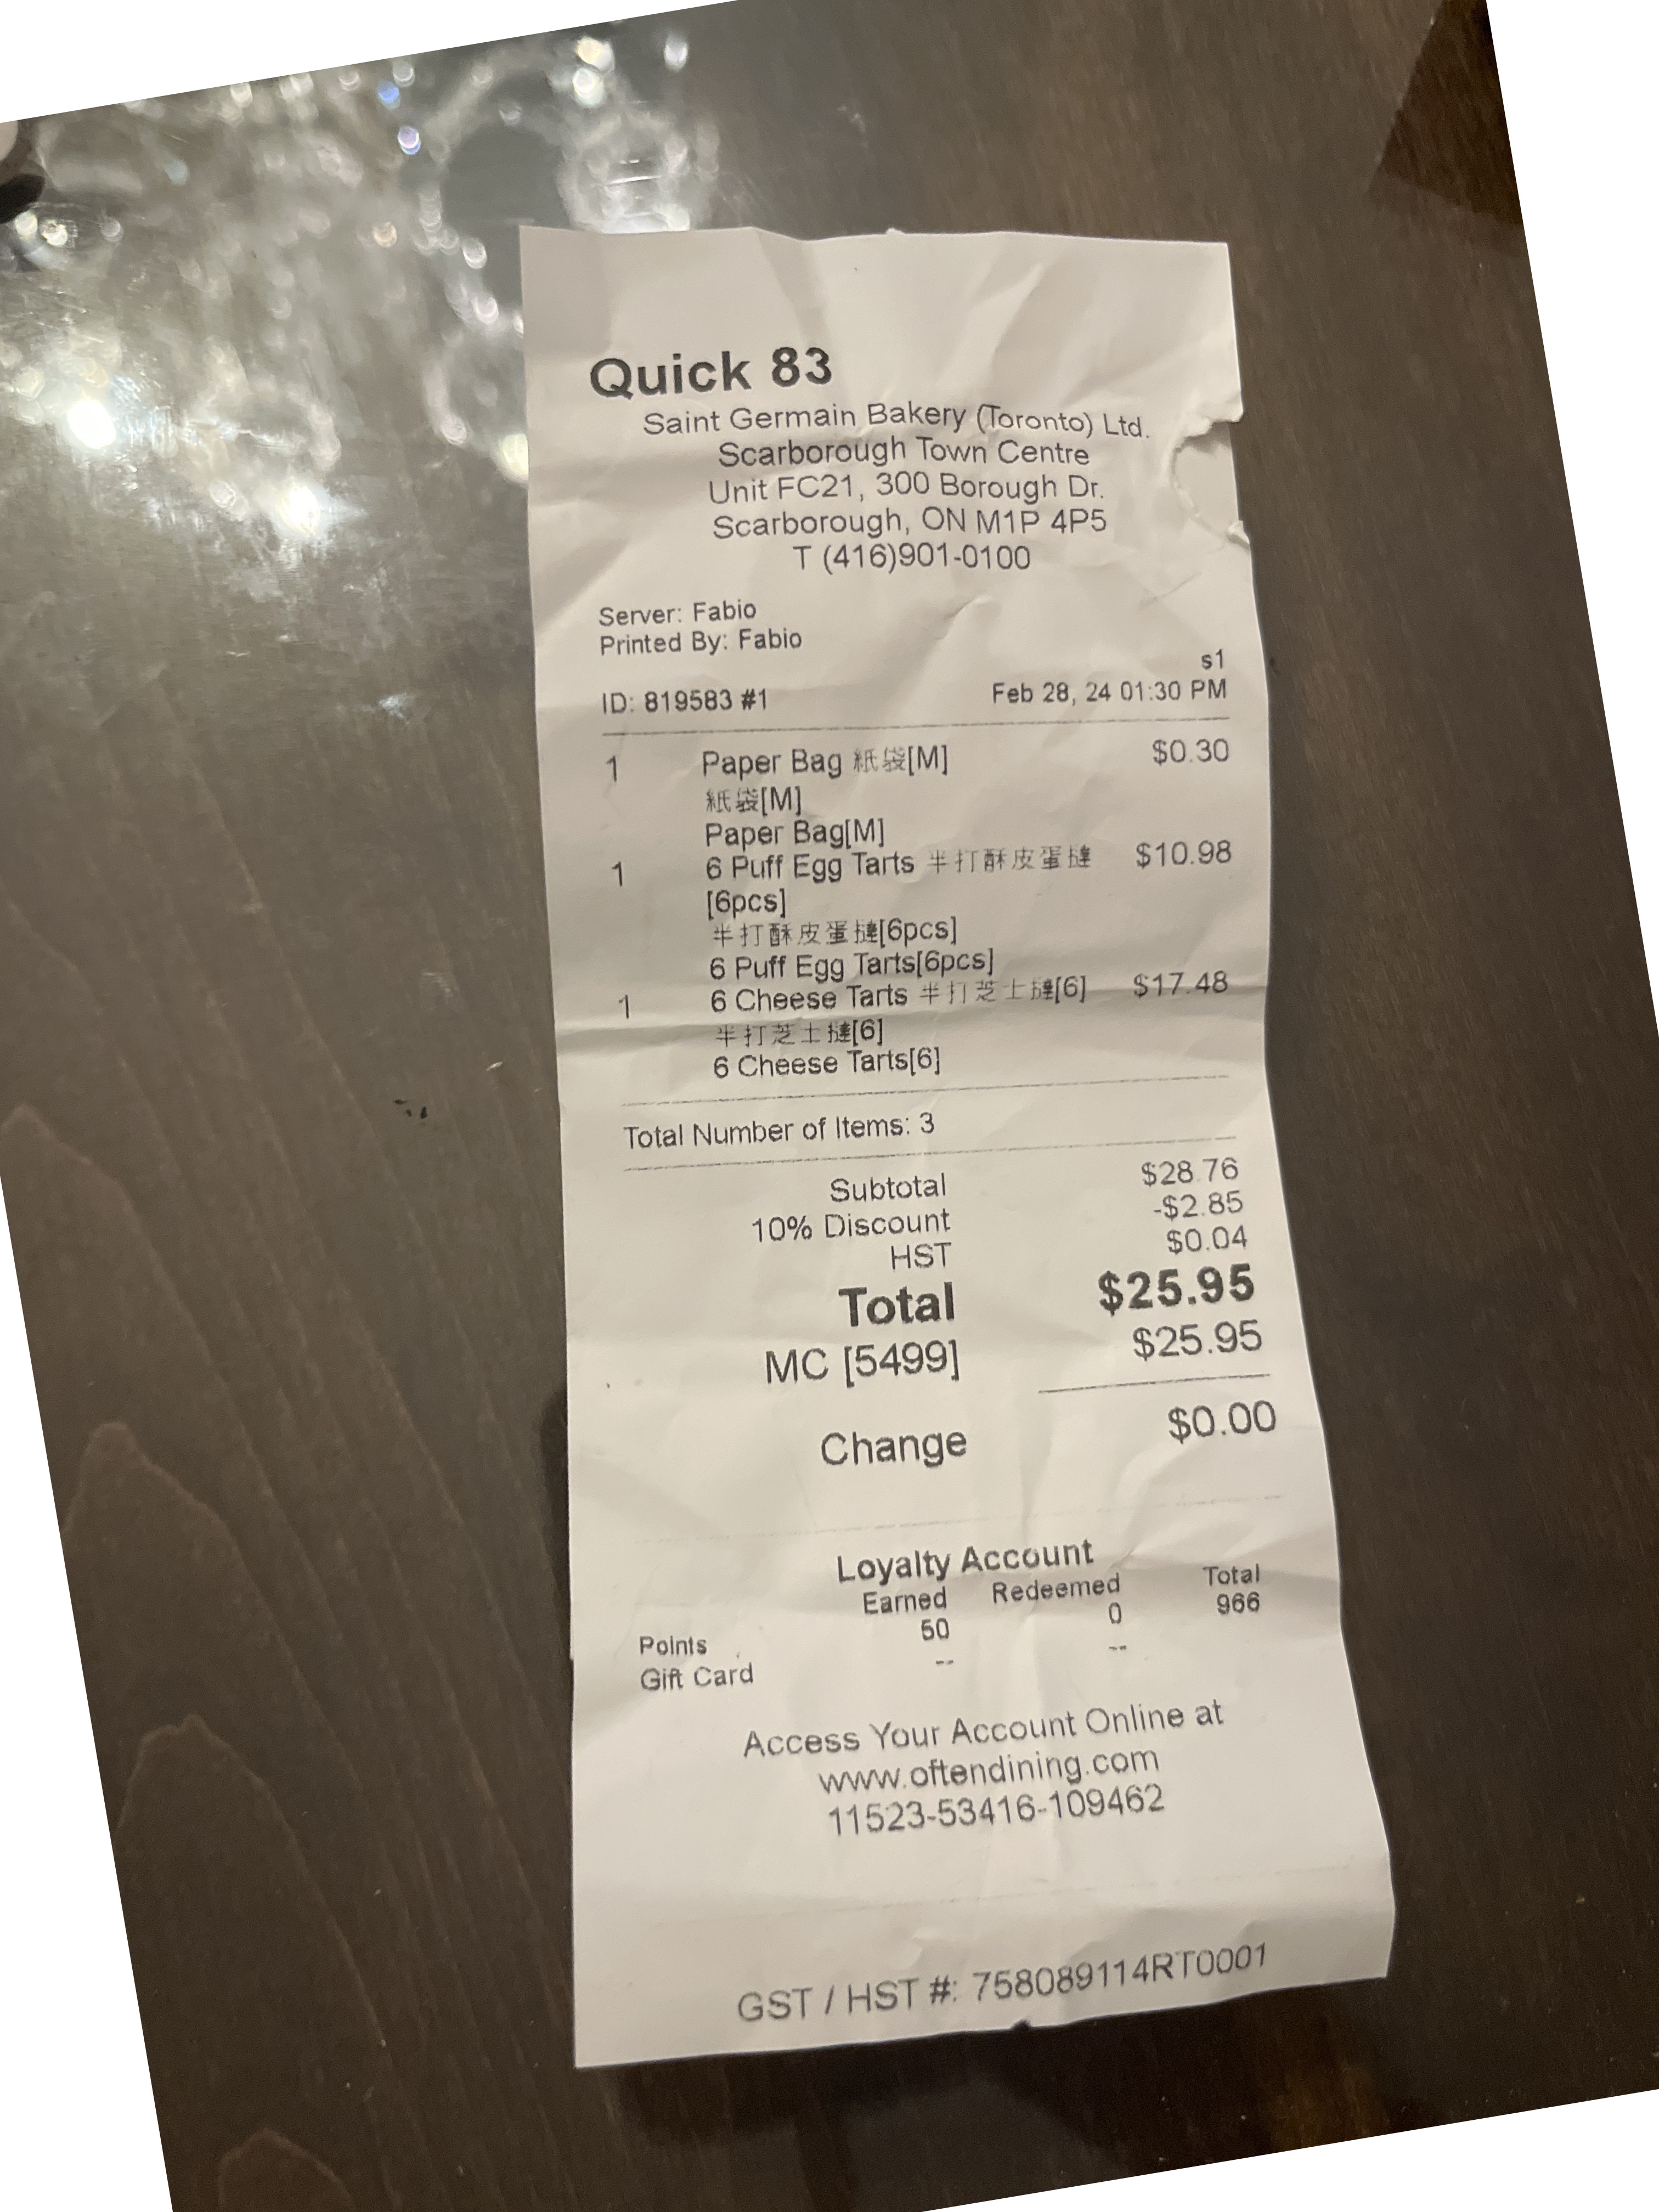 Quick 83
Saint Germain Bakery (Toronto) Ltd.
Scarborough Town Centre
Unit FC21, 300 Borough Dr.
Scarborough, ON M1P 4P5
T (416)901-0100
Server: Fabio
Printed By: Fabio
s1
ID: 819583 #1 Feb 28, 24 01:30 PM
1 Paper Bag 紙袋[M] $0.30
紙袋[M]
Paper Bag[M]
1 6 Puff Egg Tarts 半打酥皮蛋撻 $10.98
[6pcs]
半打酥皮蛋撻[6pcs]
6 Puff Egg Tarts[6pcs]
1 6 Cheese Tarts 半打芝士撻[6] $17.48
半打芝士撻[6]
6 Cheese Tarts[6]
Total Number of Items: 3
Subtotal $28.76
10% Discount -$2.85
HST $0.04
Total $25.95
MC [5499] $25.95
Change $0.00
Loyalty Account
Earned Redeemed Total
Points 50 0 966
Gift Card -- --
Access Your Account Online at
www.oftendining.com
11523-53416-109462
GST / HST #: 758089114RT0001